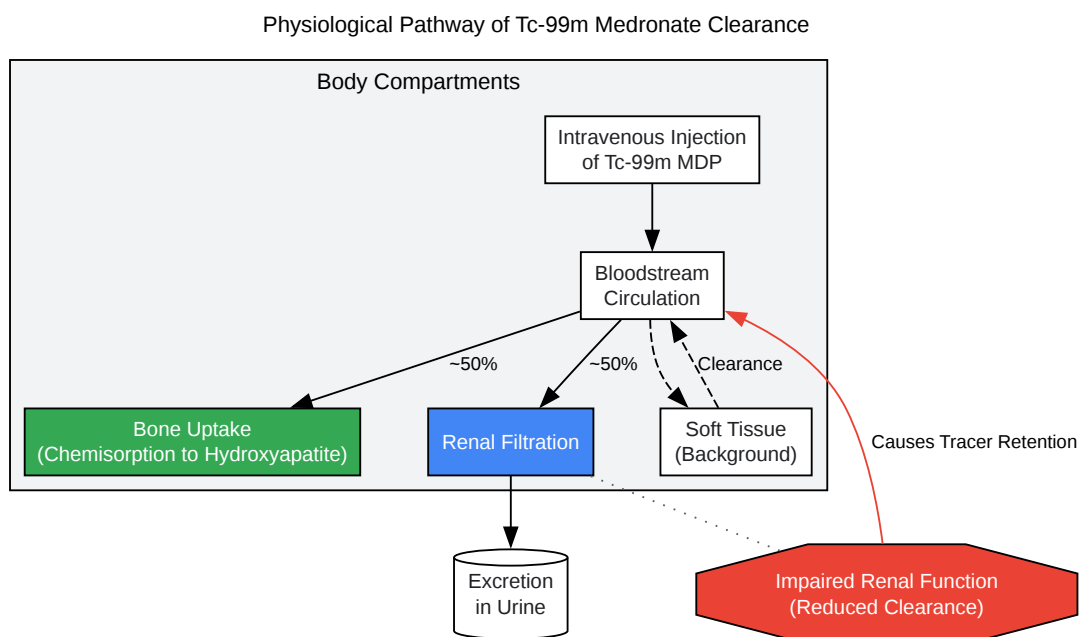 Physiological Pathway of Tc-99m Medronate Clearance
Body Compartments
Intravenous Injection
of Tc-99m MDP
Bloodstream
Circulation
~50%
~50%
Clearance
Bone Uptake
(Chemisorption to Hydroxyapatite)
Renal Filtration
Soft Tissue
(Background)
Causes Tracer Retention
Excretion
in Urine
Impaired Renal Function
(Reduced Clearance)